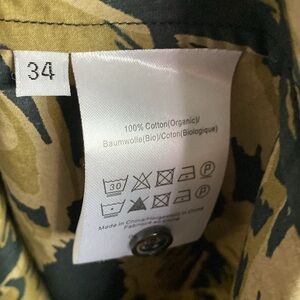 34
100% Cotton(Organic)/
Baumwolle(Bio)/Coton(Biologique)
30
P
P
Made in China/Hergestellt in China
Fabriqué en Chine